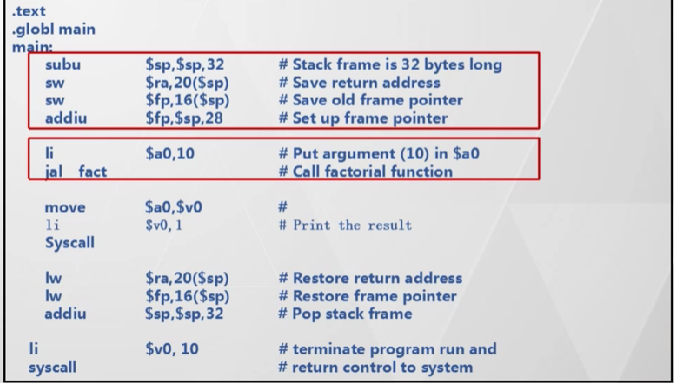 .text
.globl main
main:
subu $sp,$sp,32 # Stack frame is 32 bytes long
sw $ra,20($sp) # Save return address
sw $fp,16($sp) # Save old frame pointer
addiu $fp,$sp,28 # Set up frame pointer
li $a0,10 # Put argument (10) in $a0
jal fact # Call factorial function
move $a0,$v0 #
li $v0,1 # Print the result
Syscall
lw $ra,20($sp) # Restore return address
lw $fp,16($sp) # Restore frame pointer
addiu $sp,$sp,32 # Pop stack frame
li $v0, 10 # terminate program run and
syscall # return control to system